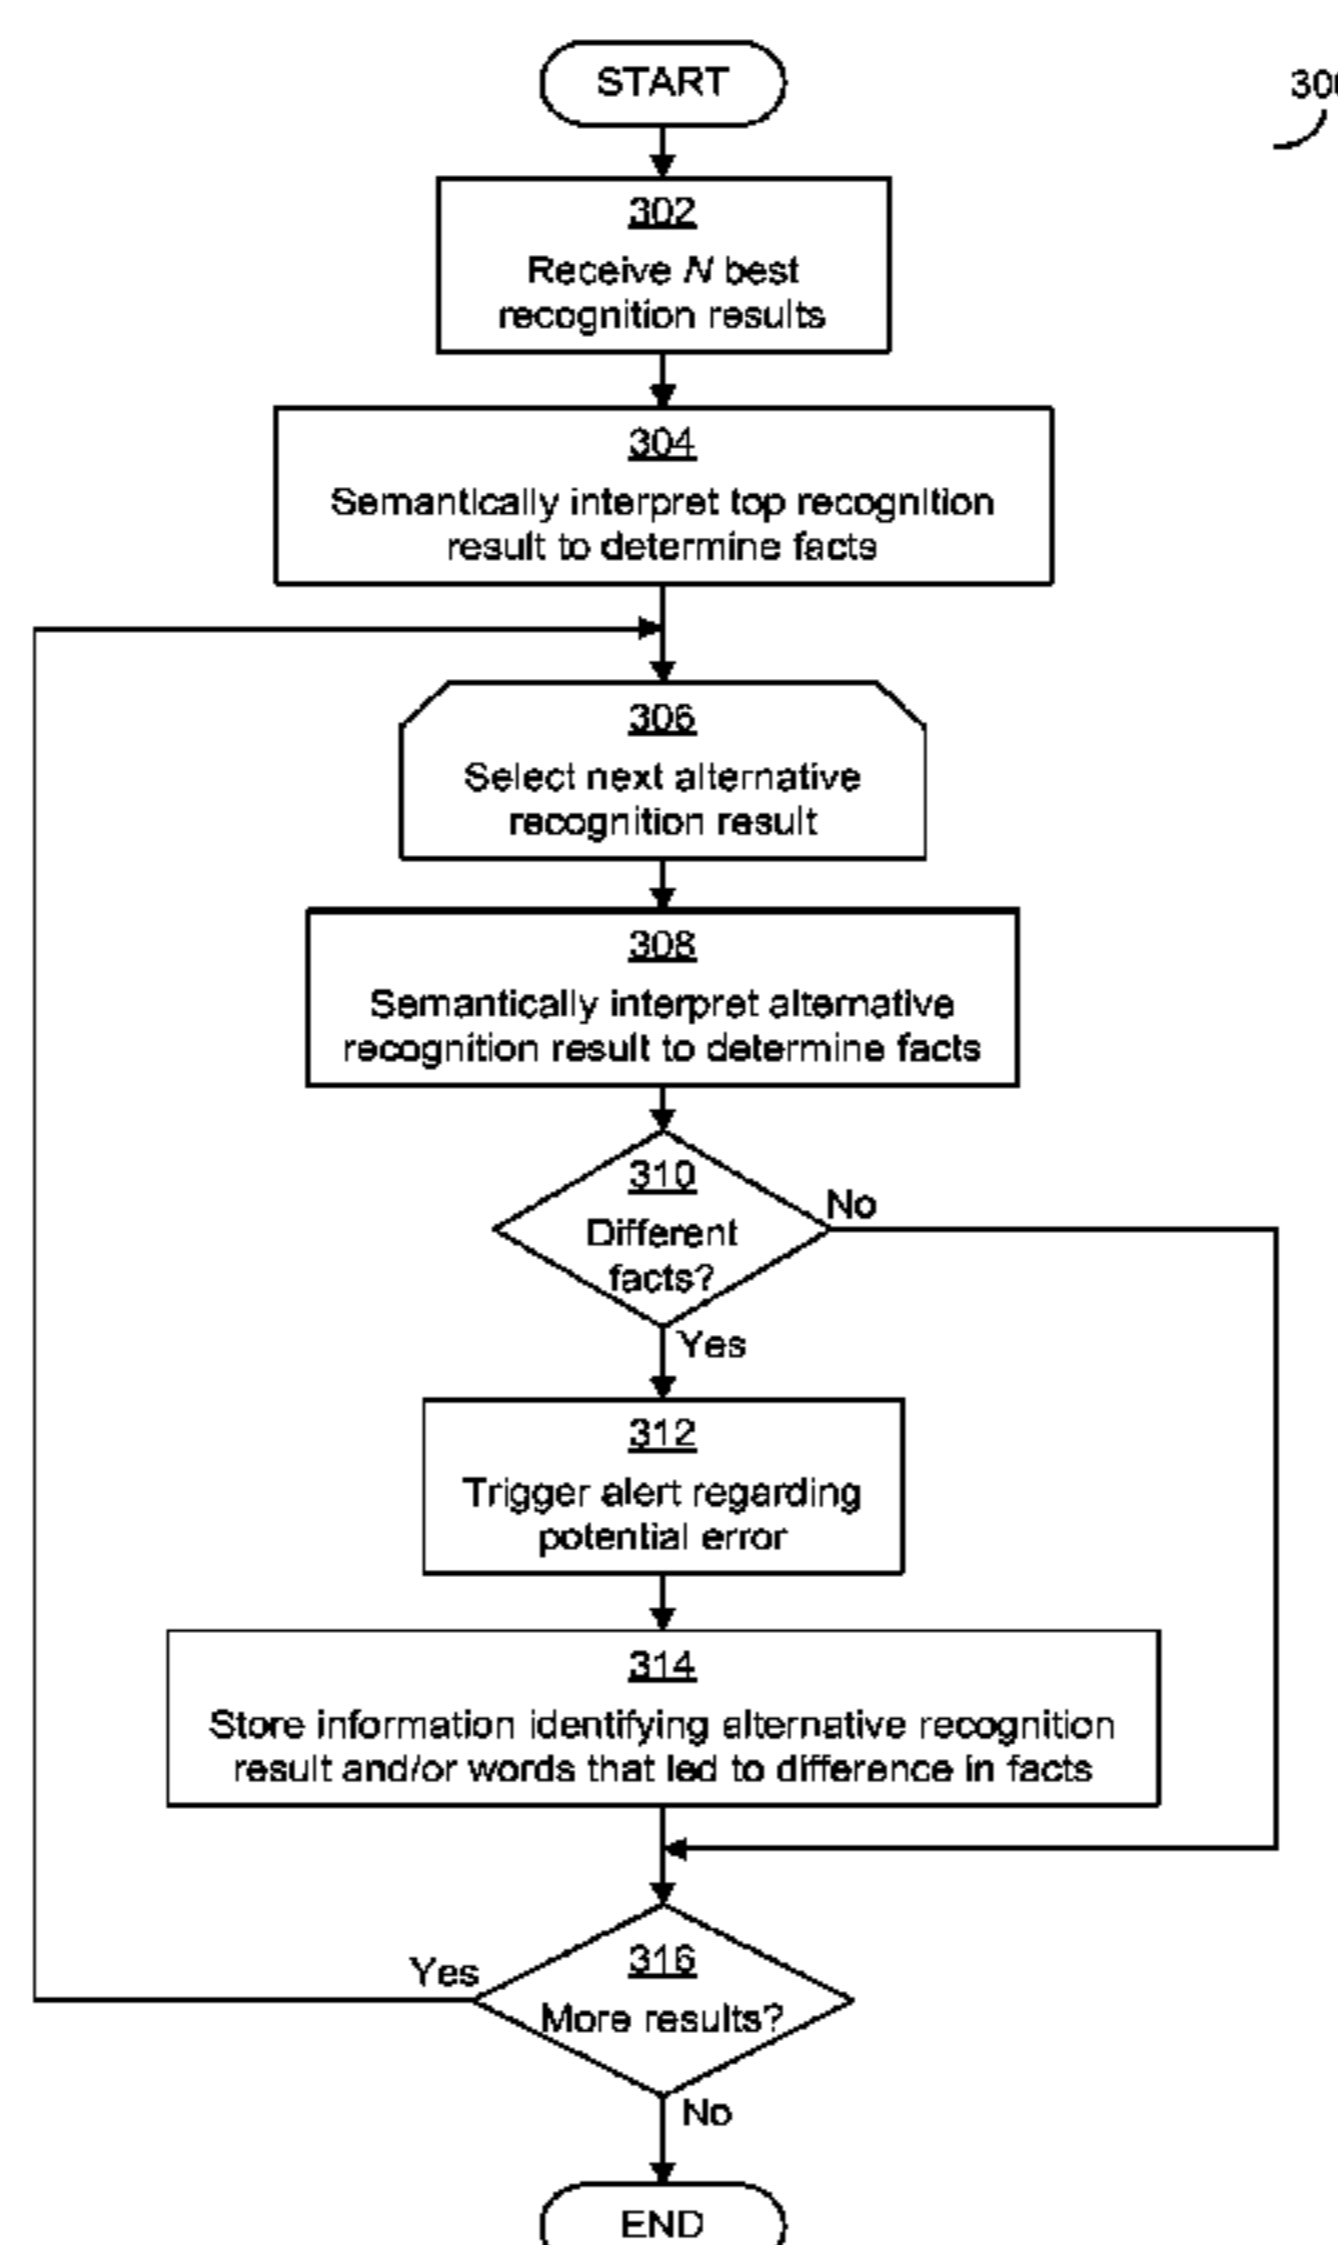 START
300
302
Receive N best
recognition results
304
Semantically interpret top recognition
result to determine facts
306
Select next alternative
recognition result
308
Semantically interpret alternative
recognition result to determine facts
310
Different
facts?
No
Yes
312
Trigger alert regarding
potential error
314
Store information identifying alternative recognition
result and/or words that led to difference in facts
Yes
316
More results?
No
END